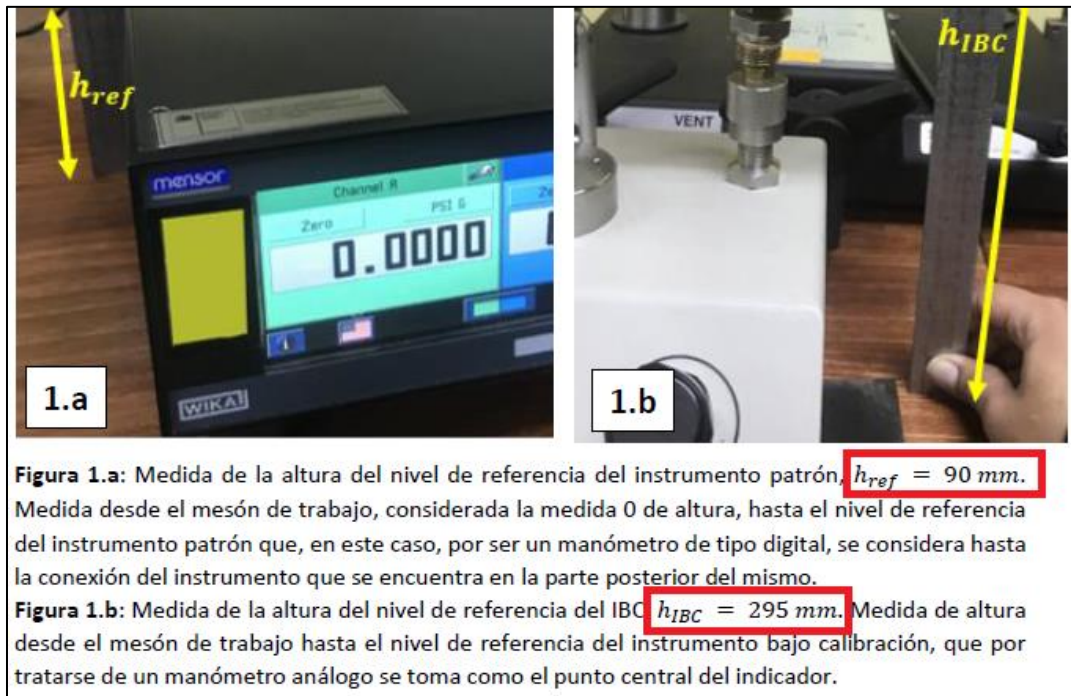 h_ref
h_IBC
VENT
mensor
Channel A
Zero
PSI G
0.0000
WIKA
1.a
1.b
Figura 1.a: Medida de la altura del nivel de referencia del instrumento patrón, h_ref = 90 mm.
Medida desde el mesón de trabajo, considerada la medida 0 de altura, hasta el nivel de referencia
del instrumento patrón que, en este caso, por ser un manómetro de tipo digital, se considera hasta
la conexión del instrumento que se encuentra en la parte posterior del mismo.
Figura 1.b: Medida de la altura del nivel de referencia del IBC h_IBC = 295 mm. Medida de altura
desde el mesón de trabajo hasta el nivel de referencia del instrumento bajo calibración, que por
tratarse de un manómetro análogo se toma como el punto central del indicador.